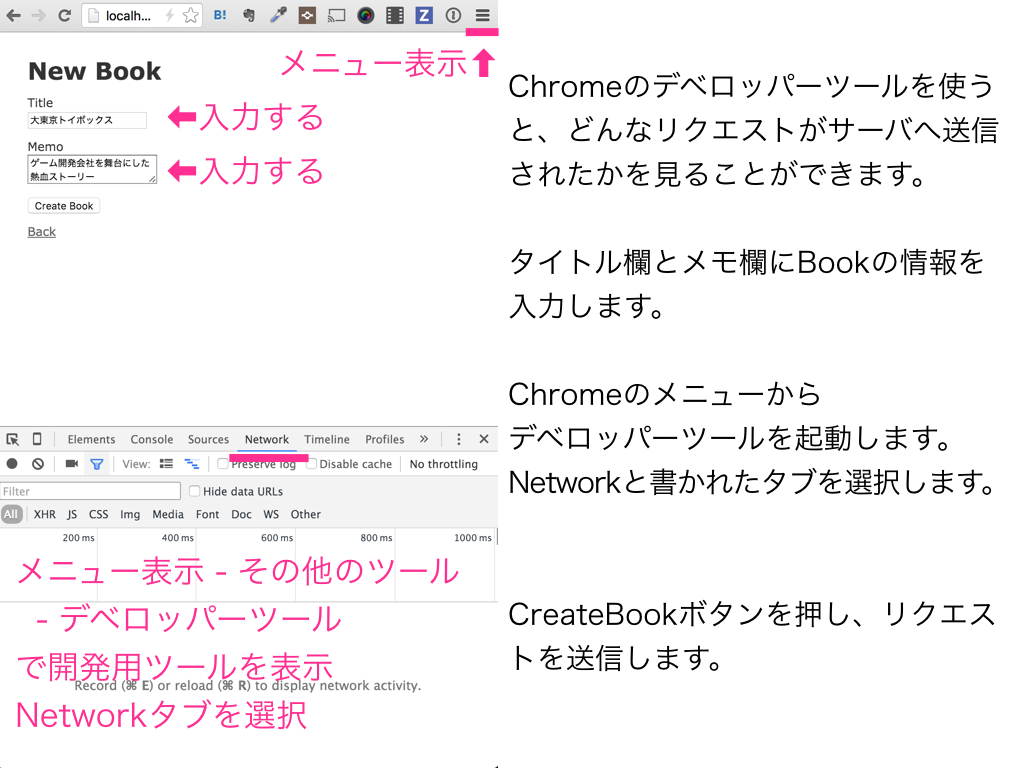 localh...
B!
Z
メニュー表示
New Book
Title
大東京トイボックス
入力する
Memo
ゲーム開発会社を舞台にした
熱血ストーリー
入力する
Create Book
Back
Elements Console Sources Network Timeline Profiles »
View: Preserve log Disable cache No throttling
Filter Hide data URLs
All XHR JS CSS Img Media Font Doc WS Other
200 ms 400 ms 600 ms 800 ms 1000 ms
メニュー表示 - その他のツール
- デベロッパーツール
で開発用ツールを表示
Record (⌘ E) or reload (⌘ R) to display network activity.
Networkタブを選択
Chromeのデベロッパーツールを使う
と、どんなリクエストがサーバへ送信
されたかを見ることができます。
タイトル欄とメモ欄にBookの情報を
入力します。
Chromeのメニューから
デベロッパーツールを起動します。
Networkと書かれたタブを選択します。
CreateBookボタンを押し、リクエス
トを送信します。